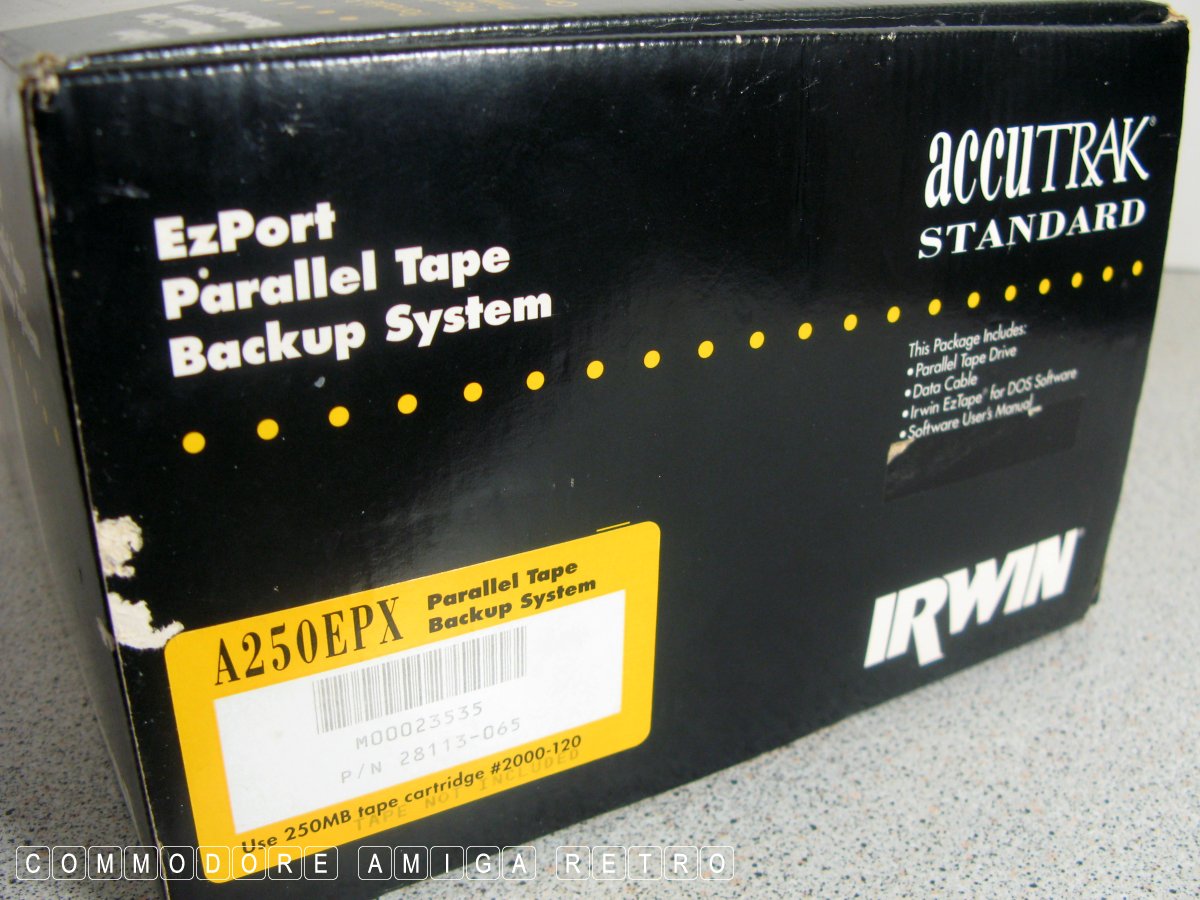 EzPort
Parallel Tape
Backup System
accuTRAK®
STANDARD
This Package Includes:
•Parallel Tape Drive
•Data Cable
•Irwin EzTape® for DOS Software
•Software User's Manual
IRWIN
A250EPX
Parallel Tape
Backup System
M00023535
P/N 28113-065
Use 250MB tape cartridge #2000-120
TAPE NOT INCLUDED
COMMODORE AMIGA RETRO